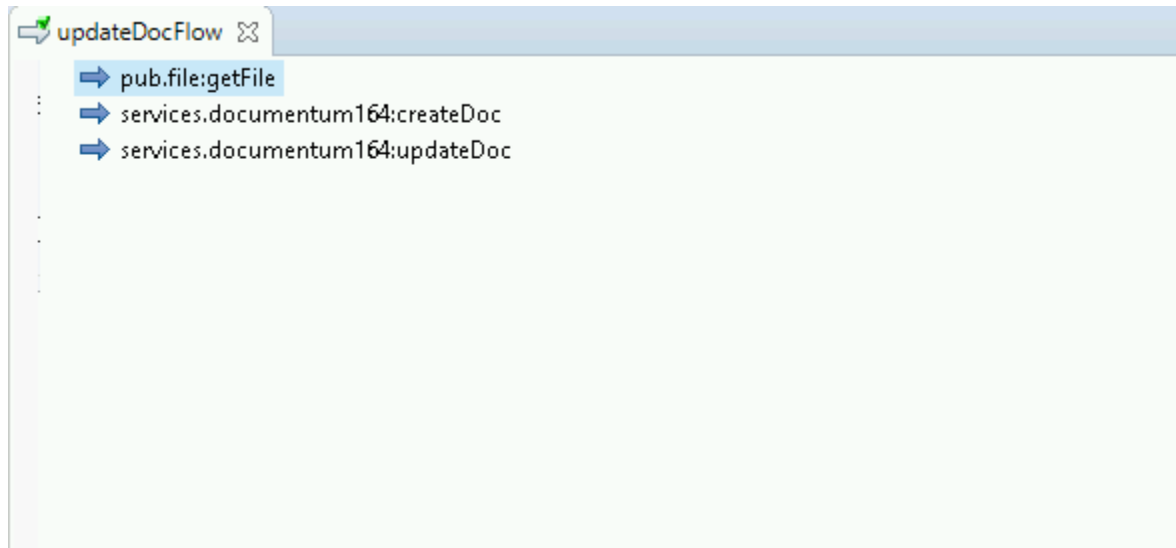 updateDocFlow
pub.file:getFile
services.documentum164:createDoc
services.documentum164:updateDoc